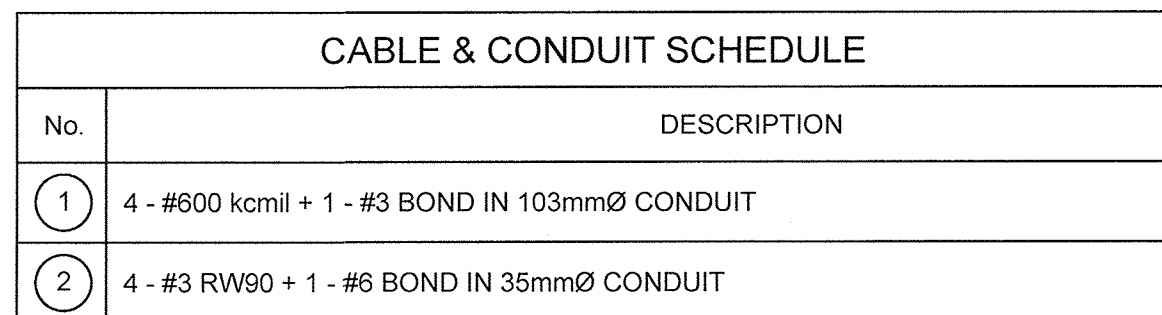 CABLE & CONDUIT SCHEDULE
No. DESCRIPTION
1 4 - #600 kcmil + 1 - #3 BOND IN 103mmØ CONDUIT
2 4 - #3 RW90 + 1 - #6 BOND IN 35mmØ CONDUIT